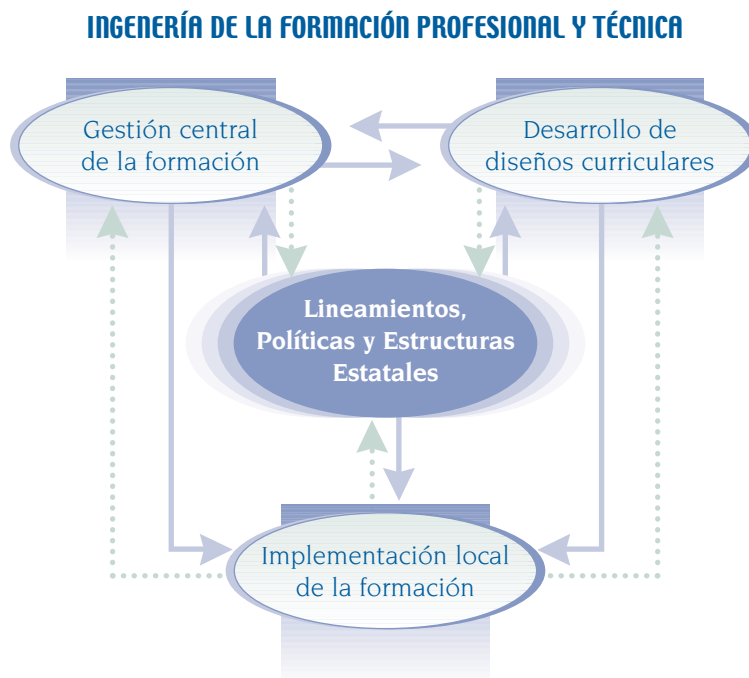 INGENERÍA DE LA FORMACIÓN PROFESIONAL Y TÉCNICA
Gestión central
de la formación
Desarrollo de
diseños curriculares
Lineamientos,
Políticas y Estructuras
Estatales
Implementación local
de la formación